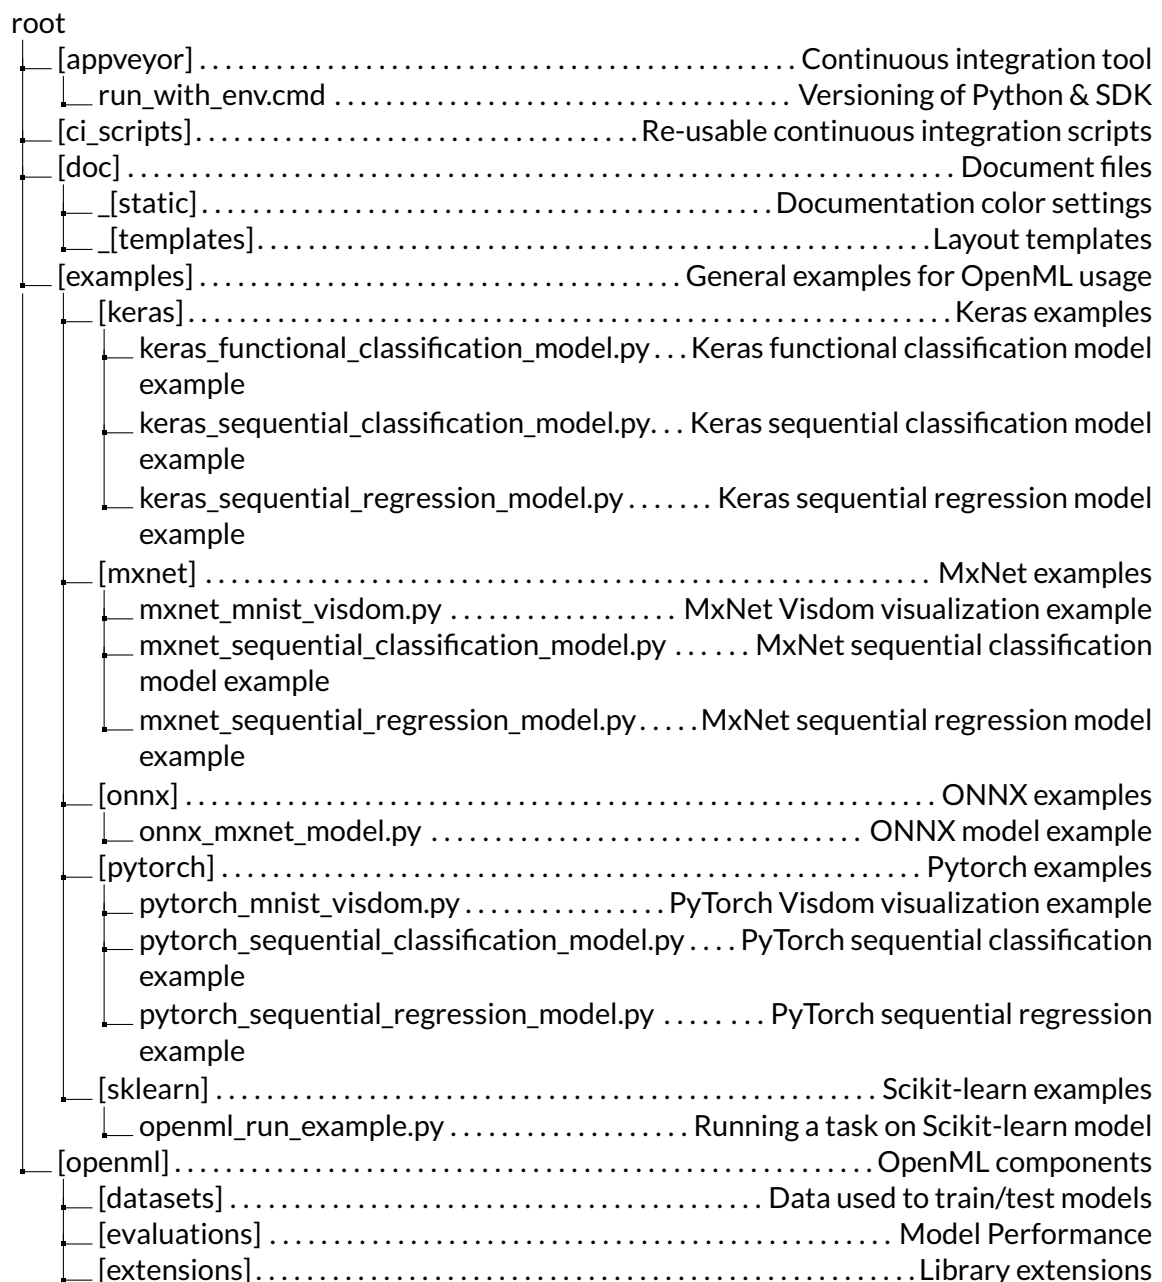 root
[appveyor] . . . . . . . . . . . . . . . . . . . . . . . . . . . . . . . . . . . . . . . . . . . . . . . Continuous integration tool
run_with_env.cmd . . . . . . . . . . . . . . . . . . . . . . . . . . . . . . . . . . . . Versioning of Python & SDK
[ci_scripts] . . . . . . . . . . . . . . . . . . . . . . . . . . . . . . . . . . . Re-usable continuous integration scripts
[doc] . . . . . . . . . . . . . . . . . . . . . . . . . . . . . . . . . . . . . . . . . . . . . . . . . . . . . . . . . . . . . . . . . Document files
_[static] . . . . . . . . . . . . . . . . . . . . . . . . . . . . . . . . . . . . . . . . . . . . . Documentation color settings
_[templates] . . . . . . . . . . . . . . . . . . . . . . . . . . . . . . . . . . . . . . . . . . . . . . . . . . . . . Layout templates
[examples] . . . . . . . . . . . . . . . . . . . . . . . . . . . . . . . . . . . . . . General examples for OpenML usage
[keras] . . . . . . . . . . . . . . . . . . . . . . . . . . . . . . . . . . . . . . . . . . . . . . . . . . . . . . . . . . . . Keras examples
keras_functional_classification_model.py . . . Keras functional classification model
example
keras_sequential_classification_model.py. . . Keras sequential classification model
example
keras_sequential_regression_model.py . . . . . . . Keras sequential regression model
example
[mxnet] . . . . . . . . . . . . . . . . . . . . . . . . . . . . . . . . . . . . . . . . . . . . . . . . . . . . . . . . . MxNet examples
mxnet_mnist_visdom.py . . . . . . . . . . . . . . . . . . MxNet Visdom visualization example
mxnet_sequential_classification_model.py . . . . . . MxNet sequential classification
model example
mxnet_sequential_regression_model.py . . . . . MxNet sequential regression model
example
[onnx] . . . . . . . . . . . . . . . . . . . . . . . . . . . . . . . . . . . . . . . . . . . . . . . . . . . . . . . . . . . ONNX examples
onnx_mxnet_model.py . . . . . . . . . . . . . . . . . . . . . . . . . . . . . . . . . . ONNX model example
[pytorch] . . . . . . . . . . . . . . . . . . . . . . . . . . . . . . . . . . . . . . . . . . . . . . . . . . . . . . . Pytorch examples
pytorch_mnist_visdom.py . . . . . . . . . . . . . . . . PyTorch Visdom visualization example
pytorch_sequential_classification_model.py . . . . PyTorch sequential classification
example
pytorch_sequential_regression_model.py . . . . . . . . PyTorch sequential regression
example
[sklearn] . . . . . . . . . . . . . . . . . . . . . . . . . . . . . . . . . . . . . . . . . . . . . . . . . . . . Scikit-learn examples
openml_run_example.py . . . . . . . . . . . . . . . . . . . Running a task on Scikit-learn model
[openml] . . . . . . . . . . . . . . . . . . . . . . . . . . . . . . . . . . . . . . . . . . . . . . . . . . . . . . . OpenML components
[datasets] . . . . . . . . . . . . . . . . . . . . . . . . . . . . . . . . . . . . . . . . . . Data used to train/test models
[evaluations] . . . . . . . . . . . . . . . . . . . . . . . . . . . . . . . . . . . . . . . . . . . . . . . . . Model Performance
[extensions] . . . . . . . . . . . . . . . . . . . . . . . . . . . . . . . . . . . . . . . . . . . . . . . . . . . . Library extensions